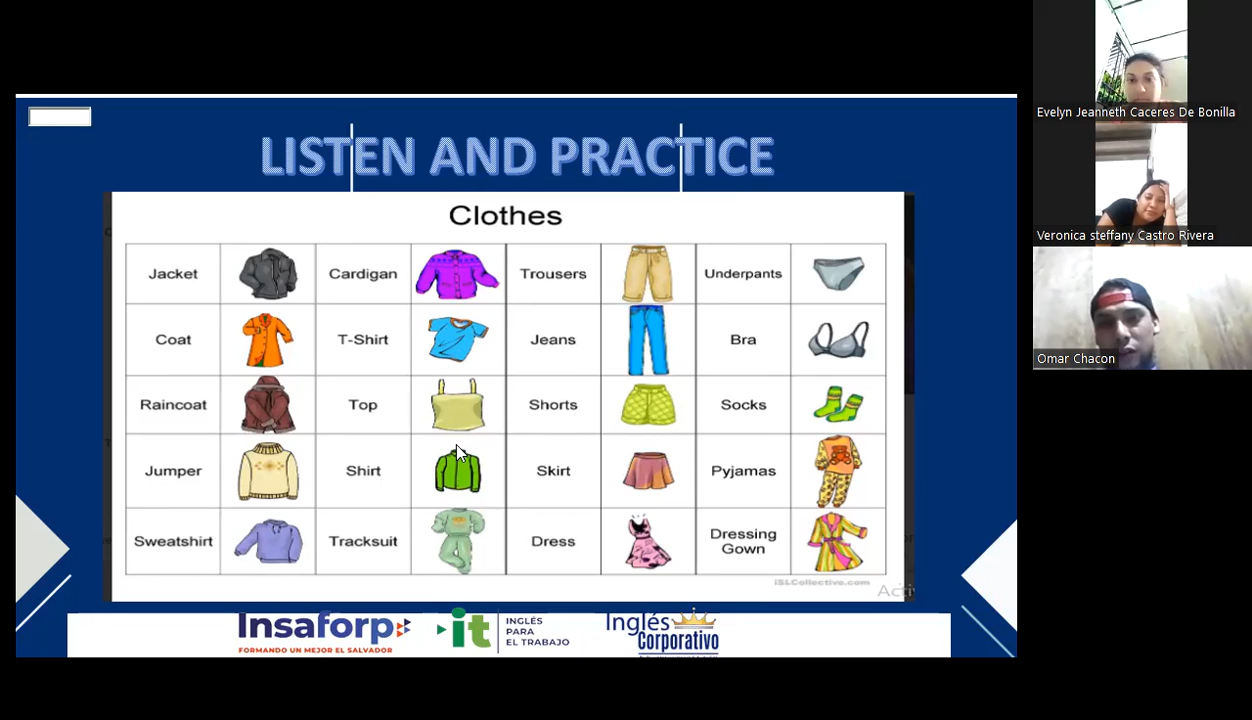 LISTEN AND PRACTICE
Clothes
Jacket Cardigan Trousers Underpants
Coat T-Shirt Jeans Bra
Raincoat Top Shorts Socks
Jumper Shirt Skirt Pyjamas
Sweatshirt Tracksuit Dress Dressing Gown
iSLCollective.com
Acti
Insaforp
FORMANDO UN MEJOR EL SALVADOR
it
INGLÉS
PARA
EL TRABAJO
Inglés
Corporativo
Evelyn Jeanneth Caceres De Bonilla
Veronica steffany Castro Rivera
Omar Chacon